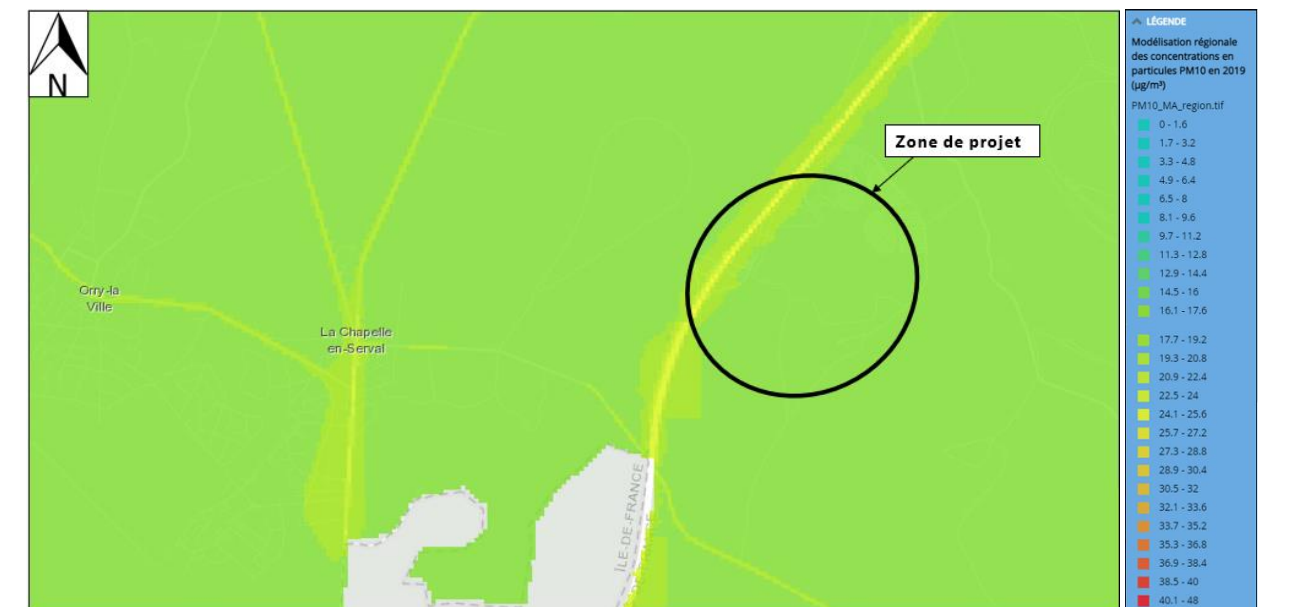 N
Zone de projet
Orry-la
Ville
La Chapelle
en-Serval
ÎLE-DE-FRANCE
LÉGENDE
Modélisation régionale
des concentrations en
particules PM10 en 2019
(µg/m³)
PM10_MA_region.tif
0 - 1.6
1.7 - 3.2
3.3 - 4.8
4.9 - 6.4
6.5 - 8
8.1 - 9.6
9.7 - 11.2
11.3 - 12.8
12.9 - 14.4
14.5 - 16
16.1 - 17.6
17.7 - 19.2
19.3 - 20.8
20.9 - 22.4
22.5 - 24
24.1 - 25.6
25.7 - 27.2
27.3 - 28.8
28.9 - 30.4
30.5 - 32
32.1 - 33.6
33.7 - 35.2
35.3 - 36.8
36.9 - 38.4
38.5 - 40
40.1 - 48